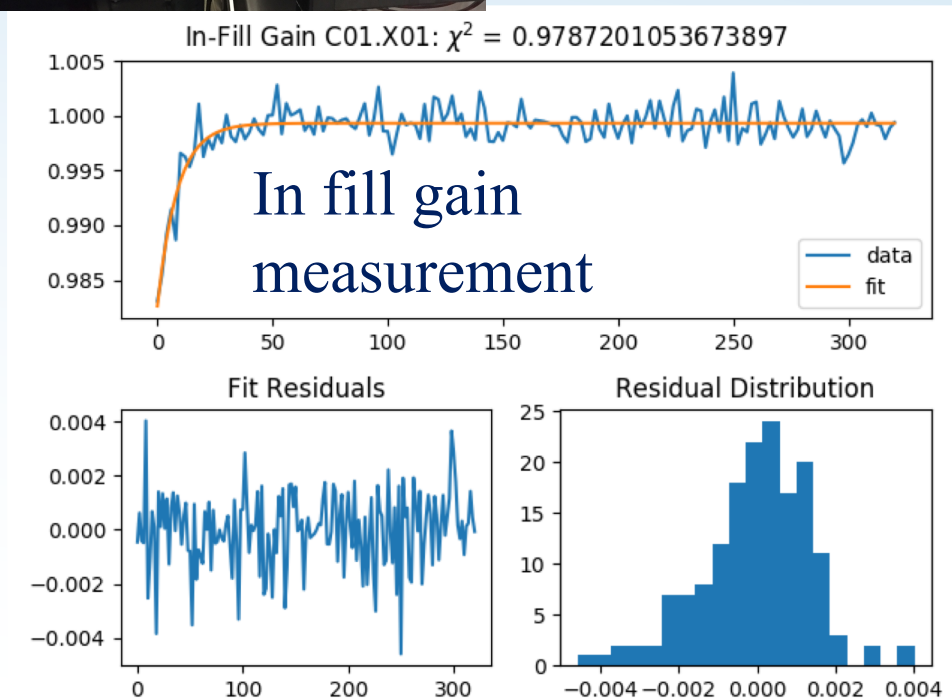 In-Fill Gain C01.X01: χ² = 0.9787201053673897
1.005
1.000
0.995
0.990
0.985
In fill gain
measurement
data
fit
0 50 100 150 200 250 300
Fit Residuals
0.004
0.002
0.000
−0.002
−0.004
0 100 200 300
Residual Distribution
25
20
15
10
5
0
−0.004 −0.002 0.000 0.002 0.004